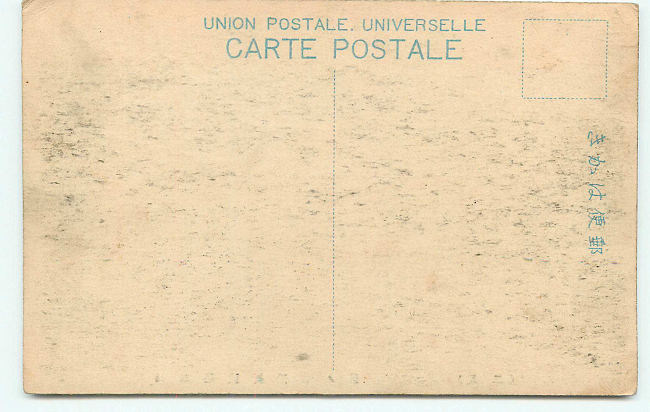 UNION POSTALE. UNIVERSELLE
CARTE POSTALE
きかは便郵